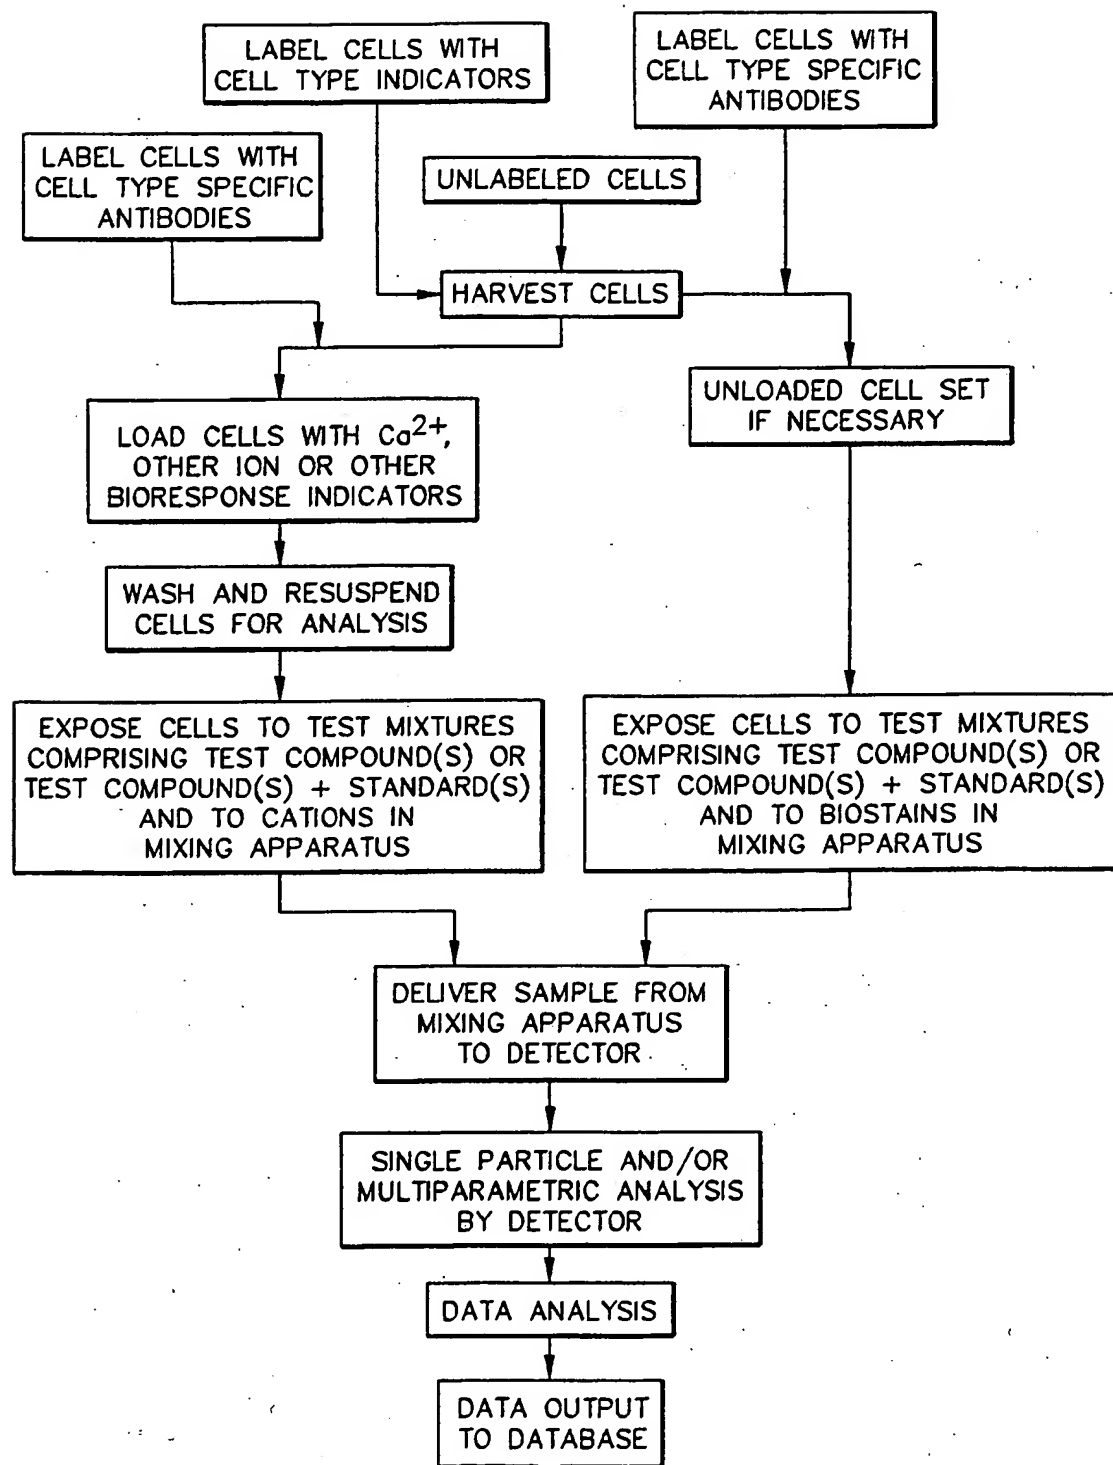 LABEL CELLS WITH
CELL TYPE INDICATORS
LABEL CELLS WITH
CELL TYPE SPECIFIC
ANTIBODIES
LABEL CELLS WITH
CELL TYPE SPECIFIC
ANTIBODIES
UNLABELED CELLS
HARVEST CELLS
UNLOADED CELL SET
IF NECESSARY
LOAD CELLS WITH Ca2+,
OTHER ION OR OTHER
BIORESPONSE INDICATORS
WASH AND RESUSPEND
CELLS FOR ANALYSIS
EXPOSE CELLS TO TEST MIXTURES
COMPRISING TEST COMPOUND(S) OR
TEST COMPOUND(S) + STANDARD(S)
AND TO CATIONS IN
MIXING APPARATUS
EXPOSE CELLS TO TEST MIXTURES
COMPRISING TEST COMPOUND(S) OR
TEST COMPOUND(S) + STANDARD(S)
AND TO BIOSTAINS IN
MIXING APPARATUS
DELIVER SAMPLE FROM
MIXING APPARATUS
TO DETECTOR
SINGLE PARTICLE AND/OR
MULTIPARAMETRIC ANALYSIS
BY DETECTOR
DATA ANALYSIS
DATA OUTPUT
TO DATABASE